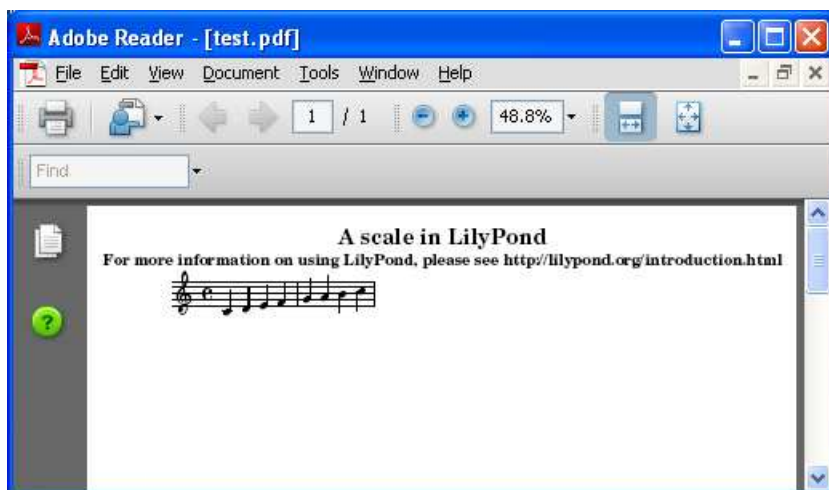 Adobe Reader - [test.pdf]
File Edit View Document Tools Window Help
1 / 1 48.8%
Find
A scale in LilyPond
For more information on using LilyPond, please see http://lilypond.org/introduction.html